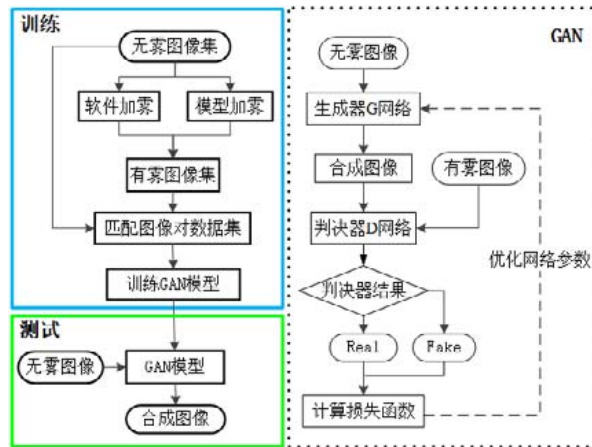 训练
无雾图像集
软件加雾
模型加雾
有雾图像集
匹配图像对数据集
训练GAN模型
测试
无雾图像
GAN模型
合成图像
GAN
无雾图像
生成器G网络
合成图像
有雾图像
判决器D网络
优化网络参数
判决器结果
Real
Fake
计算损失函数